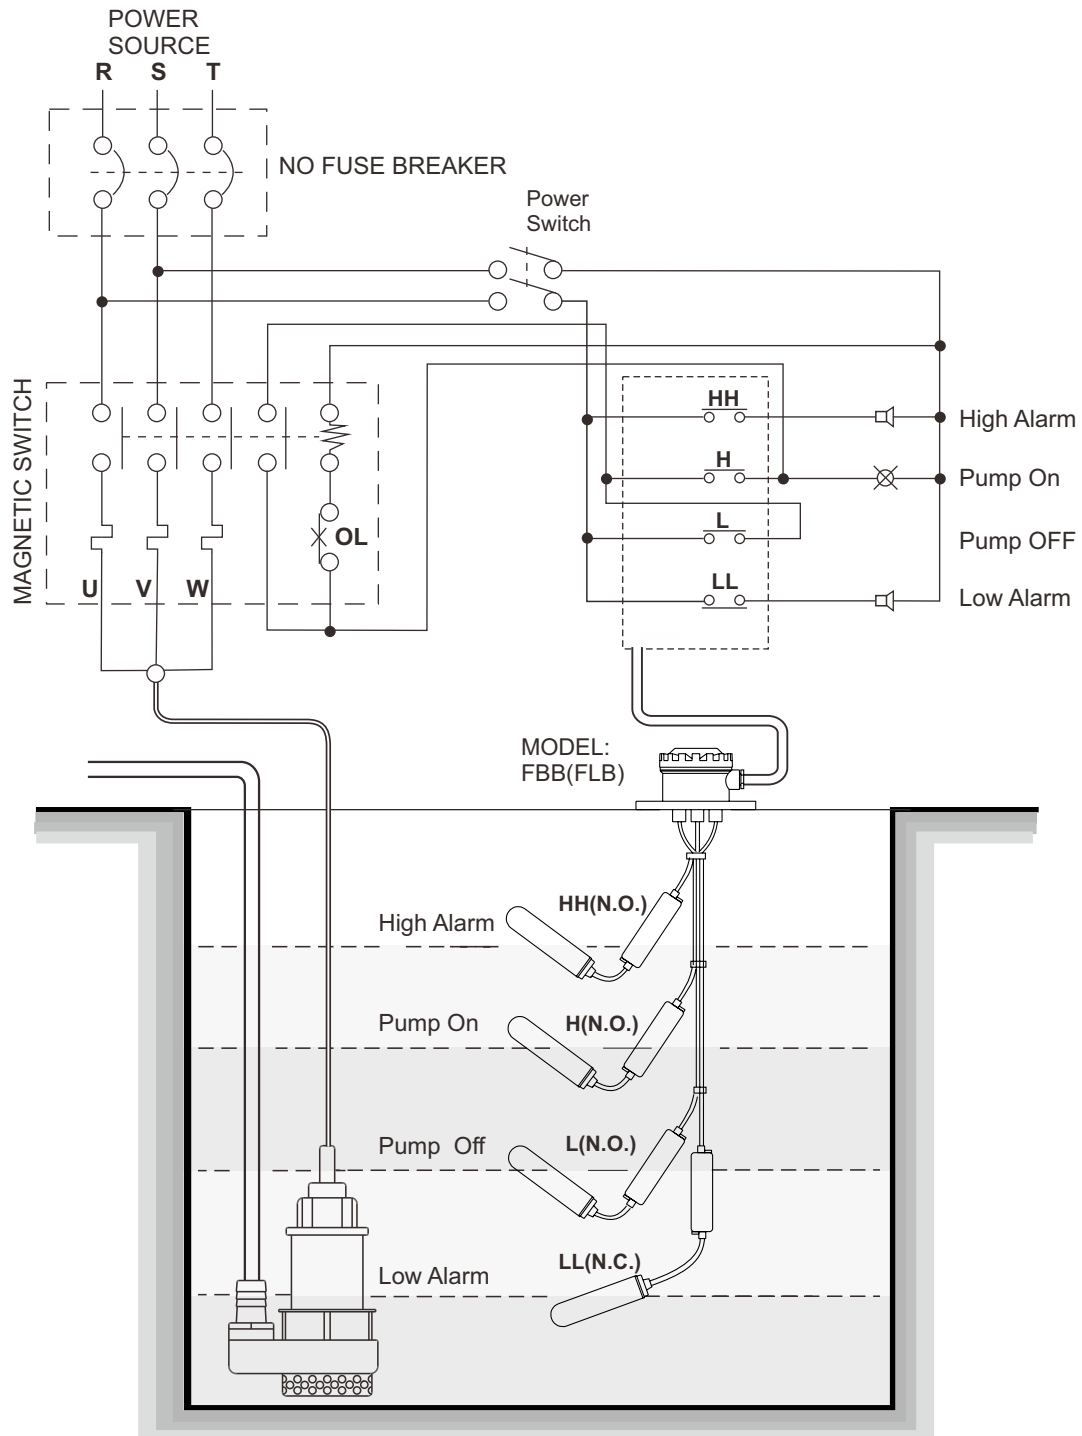 POWER
SOURCE
R S T
NO FUSE BREAKER
Power
Switch
MAGNETIC SWITCH
HH
High Alarm
H
Pump On
L
OL
Pump OFF
LL
Low Alarm
U V W
MODEL:
FBB(FLB)
HH(N.O.)
High Alarm
H(N.O.)
Pump On
L(N.O.)
Pump Off
LL(N.C.)
Low Alarm